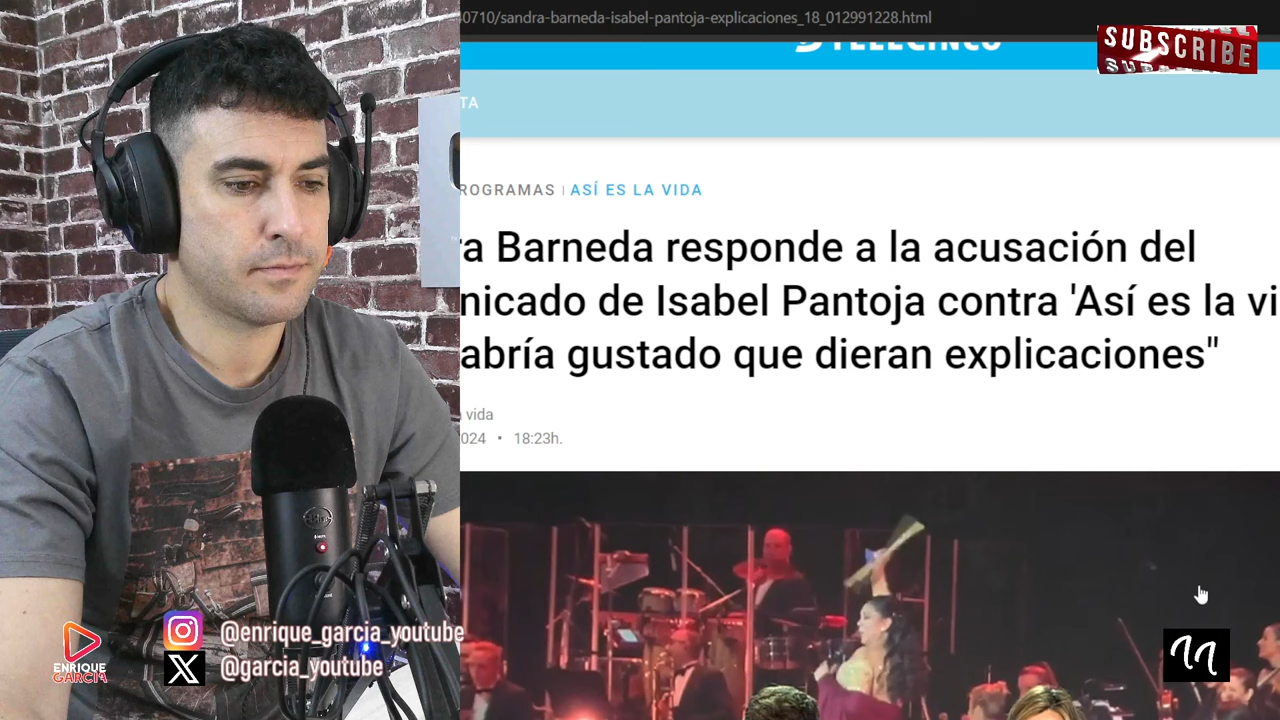 0710/sandra-barneda-isabel-pantoja-explicaciones_18_012991228.html
TELECINCO
SUBSCRIBE
TA
ROGRAMAS | ASÍ ES LA VIDA
ra Barneda responde a la acusación del
nicado de Isabel Pantoja contra 'Así es la vi
abría gustado que dieran explicaciones"
vida
024 • 18:23h.
@enrique_garcia_youtube
@garcia_youtube
ENRIQUE
GARCIA